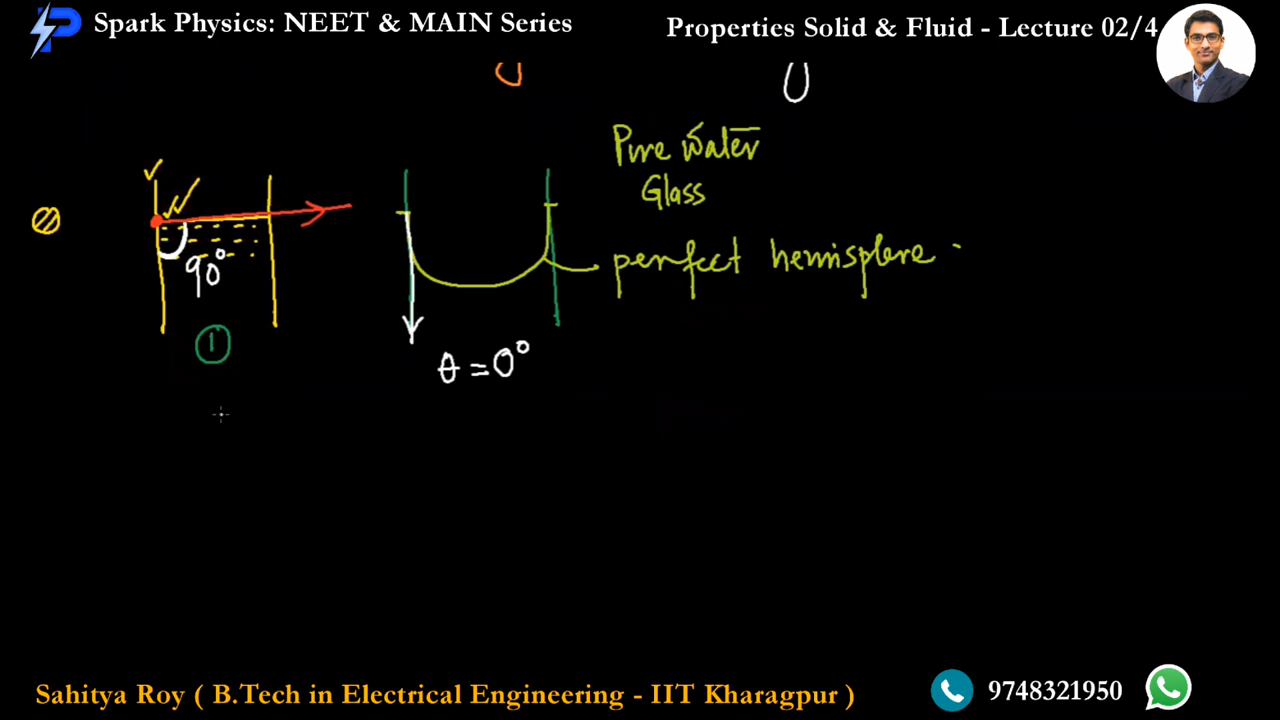 Spark Physics: NEET & MAIN Series
Properties Solid & Fluid - Lecture 02/4
Pure Water
Glass
90°
perfect hemisphere
1
θ = 0°
Sahitya Roy ( B.Tech in Electrical Engineering - IIT Kharagpur )
9748321950